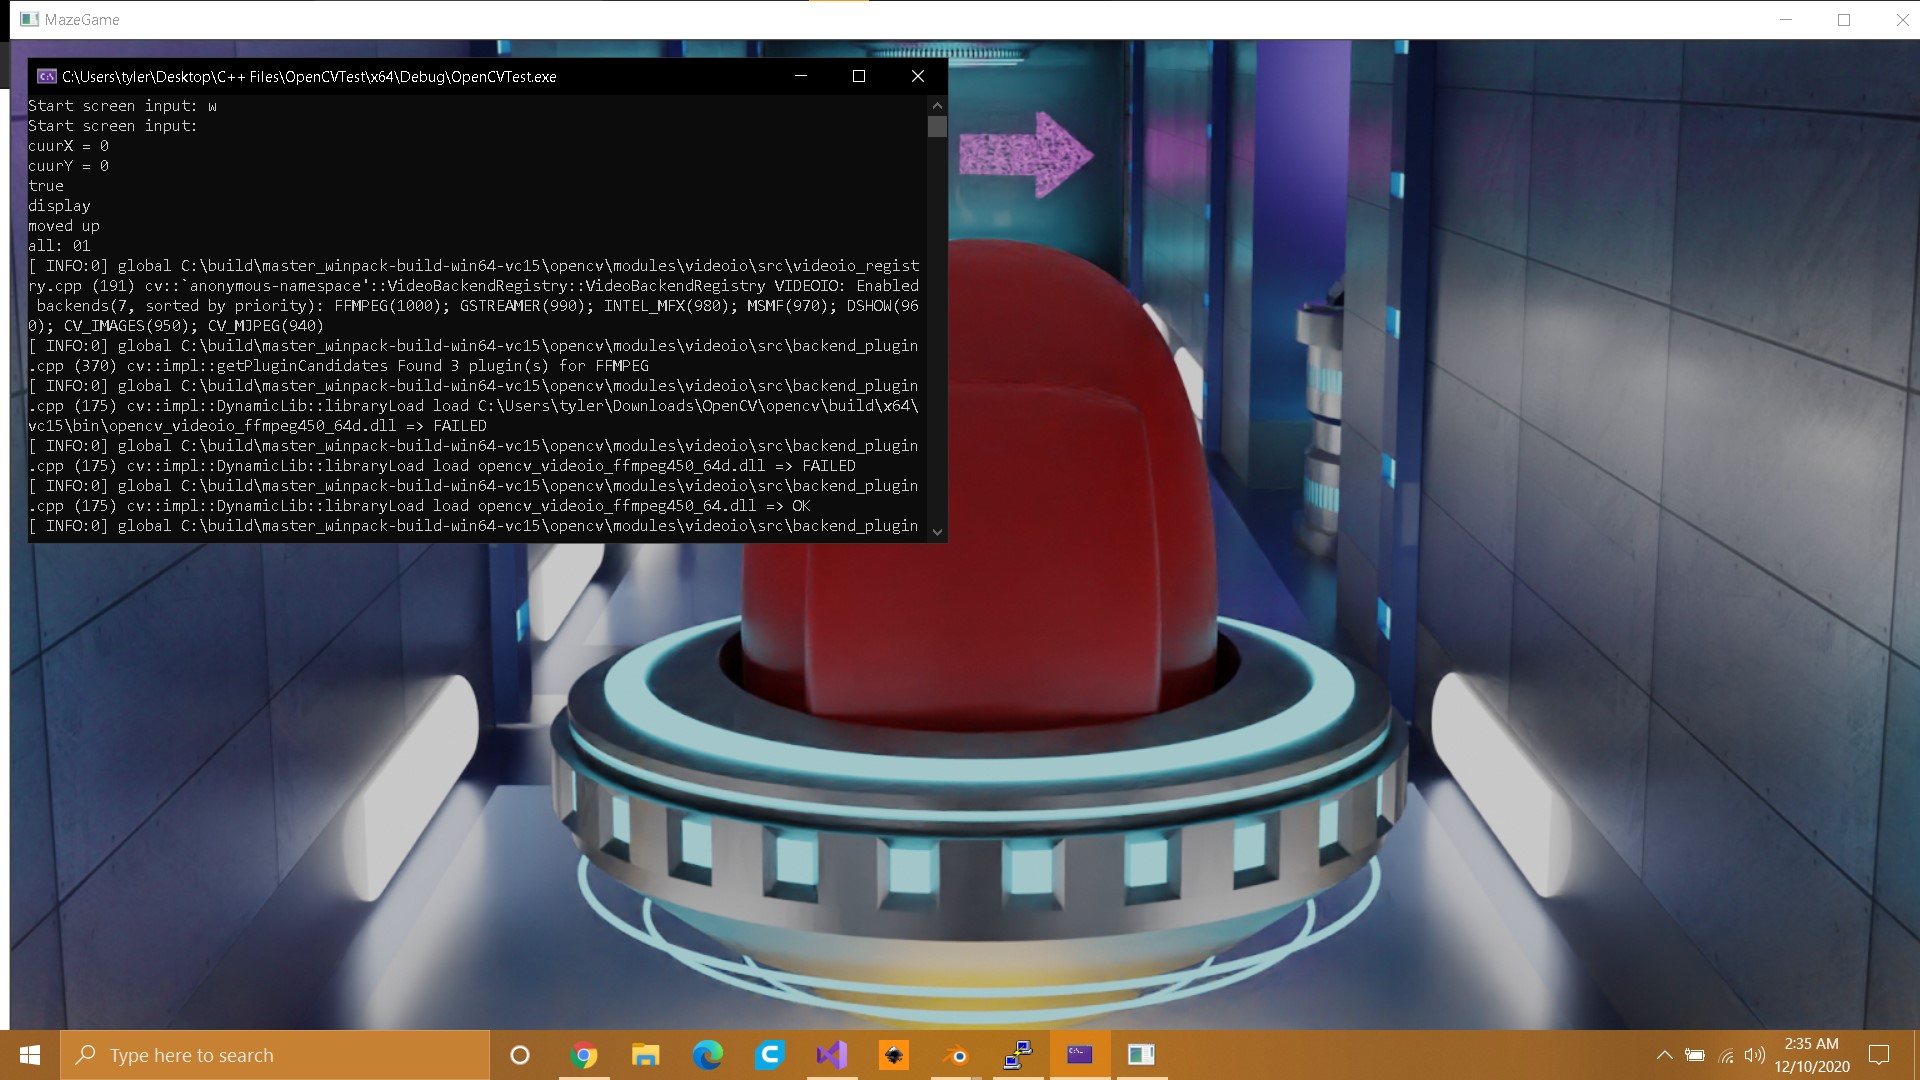 MazeGame
C:\Users\tyler\Desktop\C++ Files\OpenCVTest\x64\Debug\OpenCVTest.exe
Start screen input: w
Start screen input:
cuurX = 0
cuurY = 0
true
display
moved up
all: 01
[ INFO:0] global C:\build\master_winpack-build-win64-vc15\opencv\modules\videoio\src\videoio_regist
ry.cpp (191) cv::`anonymous-namespace'::VideoBackendRegistry::VideoBackendRegistry VIDEOIO: Enabled
backends(7, sorted by priority): FFMPEG(1000); GSTREAMER(990); INTEL_MFX(980); MSMF(970); DSHOW(96
0); CV_IMAGES(950); CV_MJPEG(940)
[ INFO:0] global C:\build\master_winpack-build-win64-vc15\opencv\modules\videoio\src\backend_plugin
.cpp (370) cv::impl::getPluginCandidates Found 3 plugin(s) for FFMPEG
[ INFO:0] global C:\build\master_winpack-build-win64-vc15\opencv\modules\videoio\src\backend_plugin
.cpp (175) cv::impl::DynamicLib::libraryLoad load C:\Users\tyler\Downloads\OpenCV\opencv\build\x64\
vc15\bin\opencv_videoio_ffmpeg450_64d.dll => FAILED
[ INFO:0] global C:\build\master_winpack-build-win64-vc15\opencv\modules\videoio\src\backend_plugin
.cpp (175) cv::impl::DynamicLib::libraryLoad load opencv_videoio_ffmpeg450_64d.dll => FAILED
[ INFO:0] global C:\build\master_winpack-build-win64-vc15\opencv\modules\videoio\src\backend_plugin
.cpp (175) cv::impl::DynamicLib::libraryLoad load opencv_videoio_ffmpeg450_64.dll => OK
[ INFO:0] global C:\build\master_winpack-build-win64-vc15\opencv\modules\videoio\src\backend_plugin
Type here to search
2:35 AM
12/10/2020